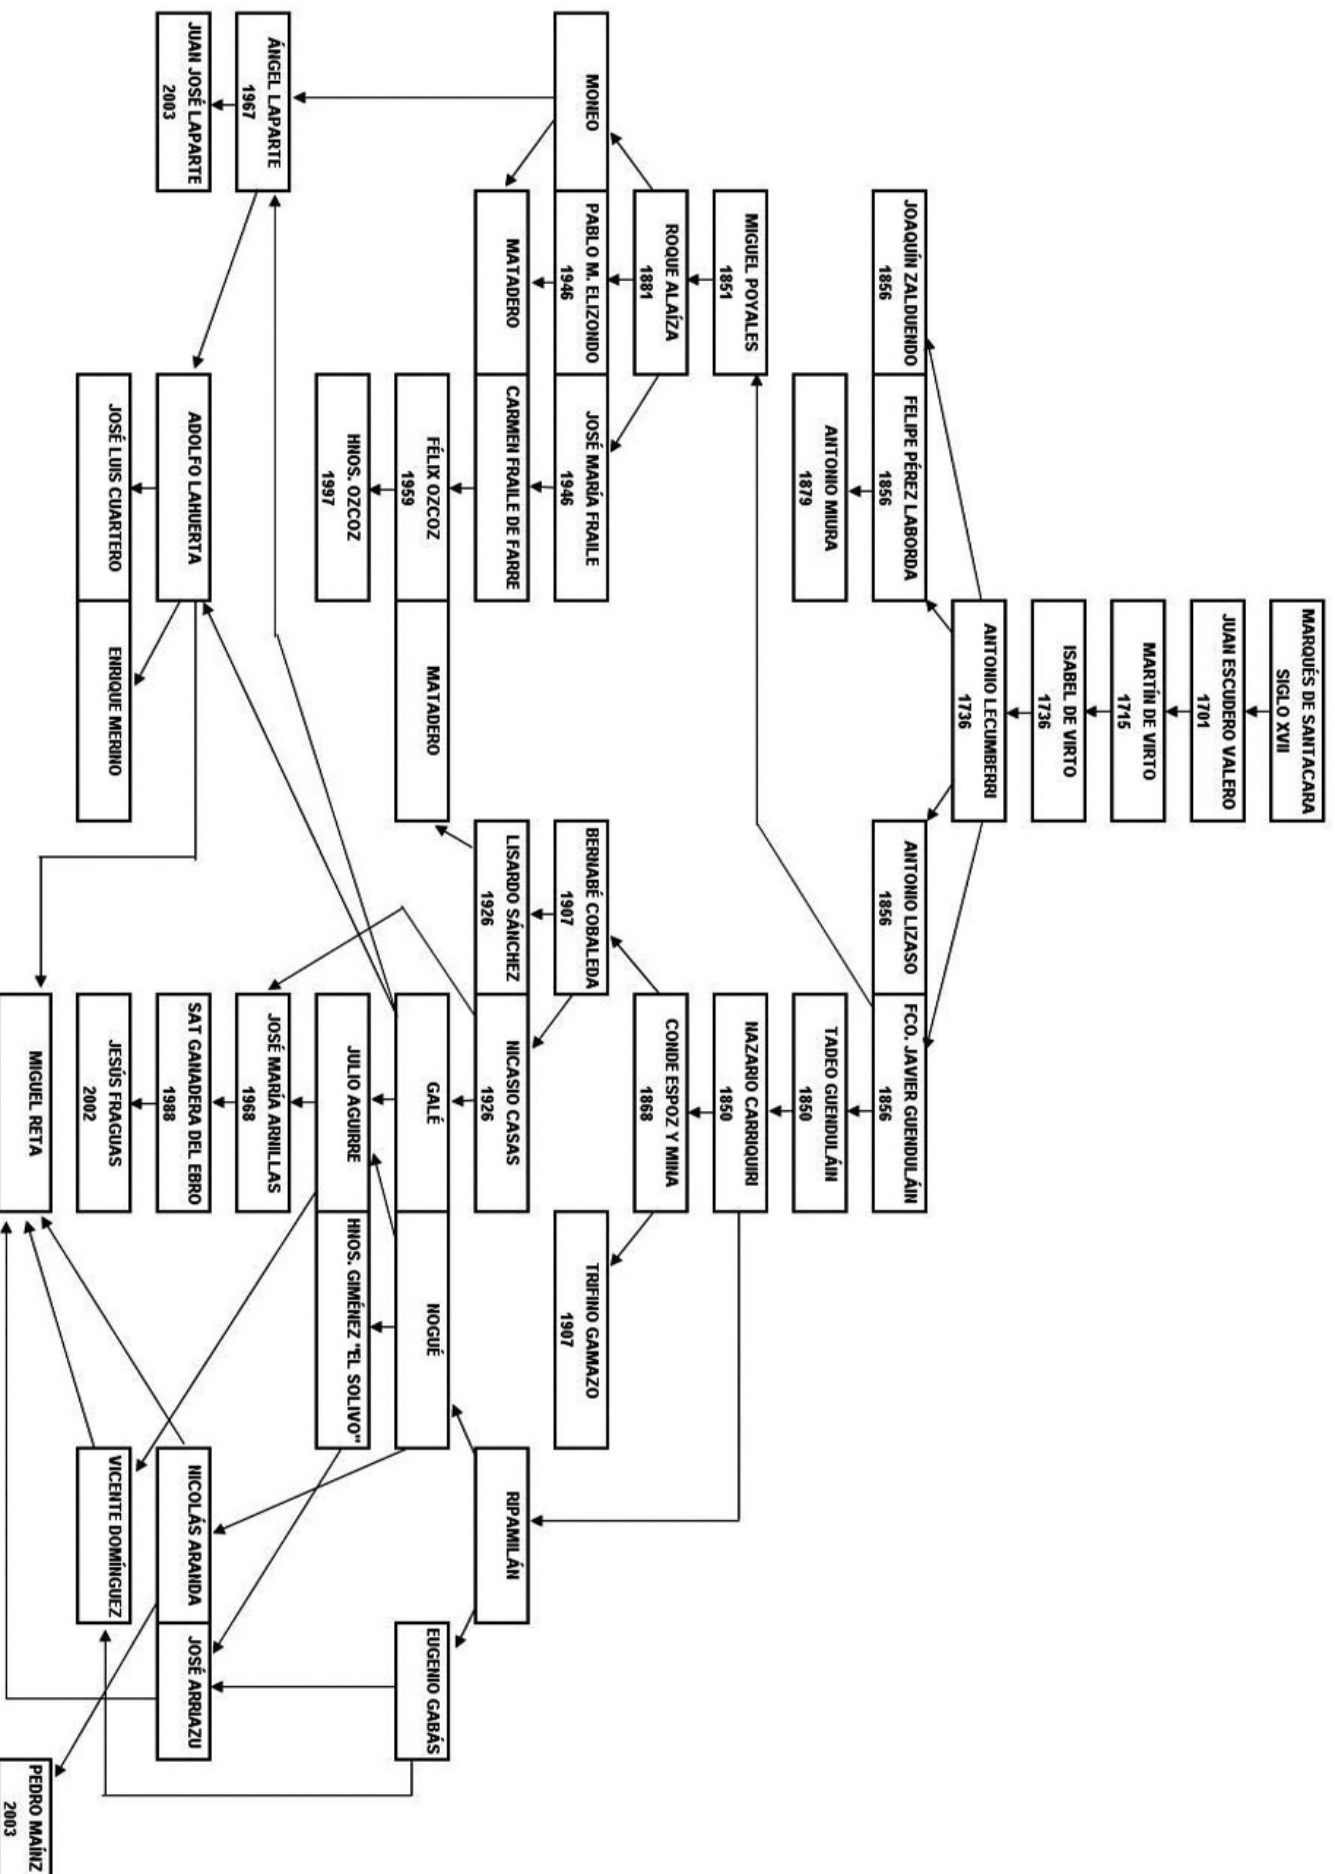 MARQUÉS DE SANTACARA
SIGLO XVII
JUAN ESCUDERO VALERO
1701
MARTÍN DE VIRTO
1715
ISABEL DE VIRTO
1736
ANTONIO LECUMBERRI
1736
JOAQUÍN ZALDUENDO
1856
FELIPE PÉREZ LABORDA
1856
ANTONIO LIZASO
1856
FCO. JAVIER GUENDULÁIN
1856
ANTONIO MIURA
1879
TADEO GUENDULÁIN
1850
MIGUEL POYALES
1851
NAZARIO CARRIQUIRI
1850
ROQUE ALAÍZA
1881
CONDE ESPOZ Y MINA
1868
MONEO
PABLO M. ELIZONDO
1946
JOSÉ MARÍA FRAILE
1946
BERNABÉ COBALEDA
1907
TRIFINO GAMAZO
1907
MATADERO
CARMEN FRAILE DE FARRE
LISARDO SÁNCHEZ
1926
NICASIO CASAS
1926
RIPAMILÁN
FÉLIX OZCOZ
1959
MATADERO
GALÉ
NOGUÉ
EUGENIO GABÁS
HNOS. OZCOZ
1997
JULIO AGUIRRE
HNOS. GIMÉNEZ "EL SOLIVO"
ÁNGEL LAPARTE
1967
JOSÉ MARÍA ARNILLAS
1968
JUAN JOSÉ LAPARTE
2003
ADOLFO LAHUERTA
SAT GANADERA DEL EBRO
1988
NICOLÁS ARANDA
JOSÉ ARRIAZU
JOSÉ LUIS CUARTERO
ENRIQUE MERINO
JESÚS FRAGUAS
2002
VICENTE DOMÍNGUEZ
MIGUEL RETA
PEDRO MAÍNZ
2003